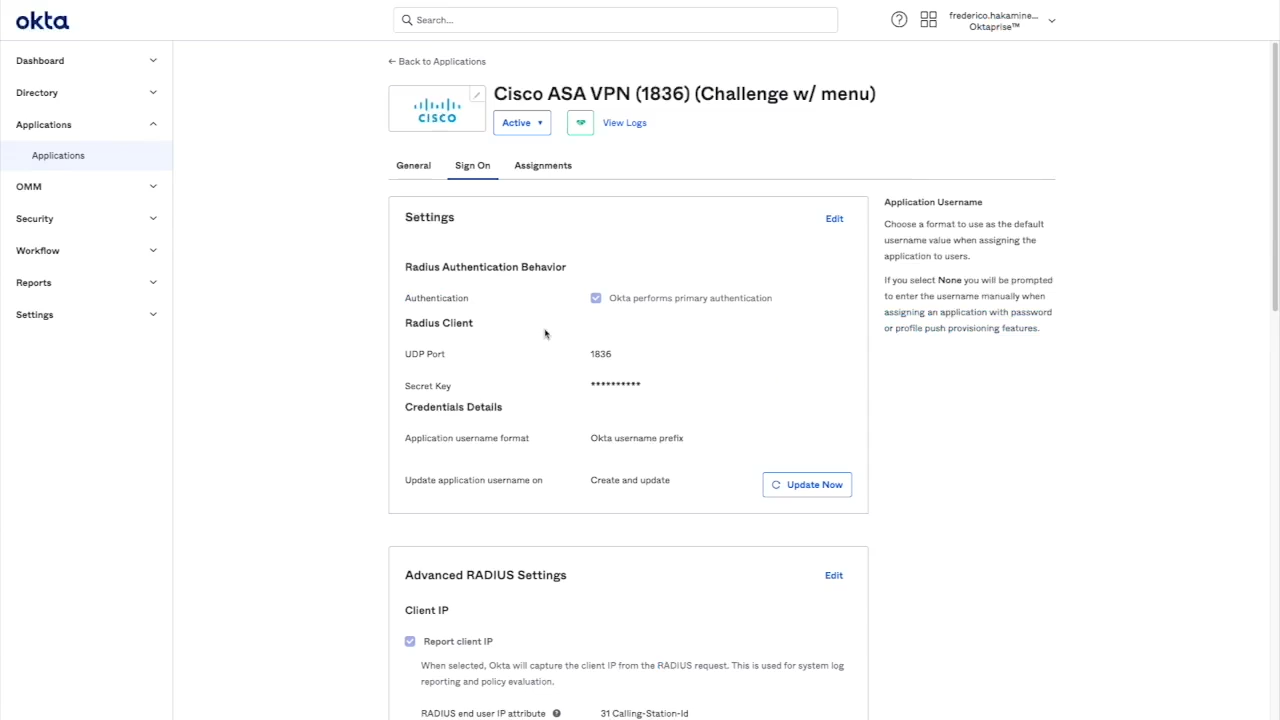 okta
Search...
frederico.hakamine...
Oktaprise™
Dashboard
Directory
Applications
Applications
OMM
Security
Workflow
Reports
Settings
← Back to Applications
CISCO
Cisco ASA VPN (1836) (Challenge w/ menu)
Active ▼
View Logs
General
Sign On
Assignments
Settings
Edit
Radius Authentication Behavior
Authentication
Okta performs primary authentication
Radius Client
UDP Port
1836
Secret Key
**********
Credentials Details
Application username format
Okta username prefix
Update application username on
Create and update
Update Now
Advanced RADIUS Settings
Edit
Client IP
Report client IP
When selected, Okta will capture the client IP from the RADIUS request. This is used for system log
reporting and policy evaluation.
RADIUS end user IP attribute
31 Calling-Station-Id
Application Username
Choose a format to use as the default
username value when assigning the
application to users.
If you select None you will be prompted
to enter the username manually when
assigning an application with password
or profile push provisioning features.